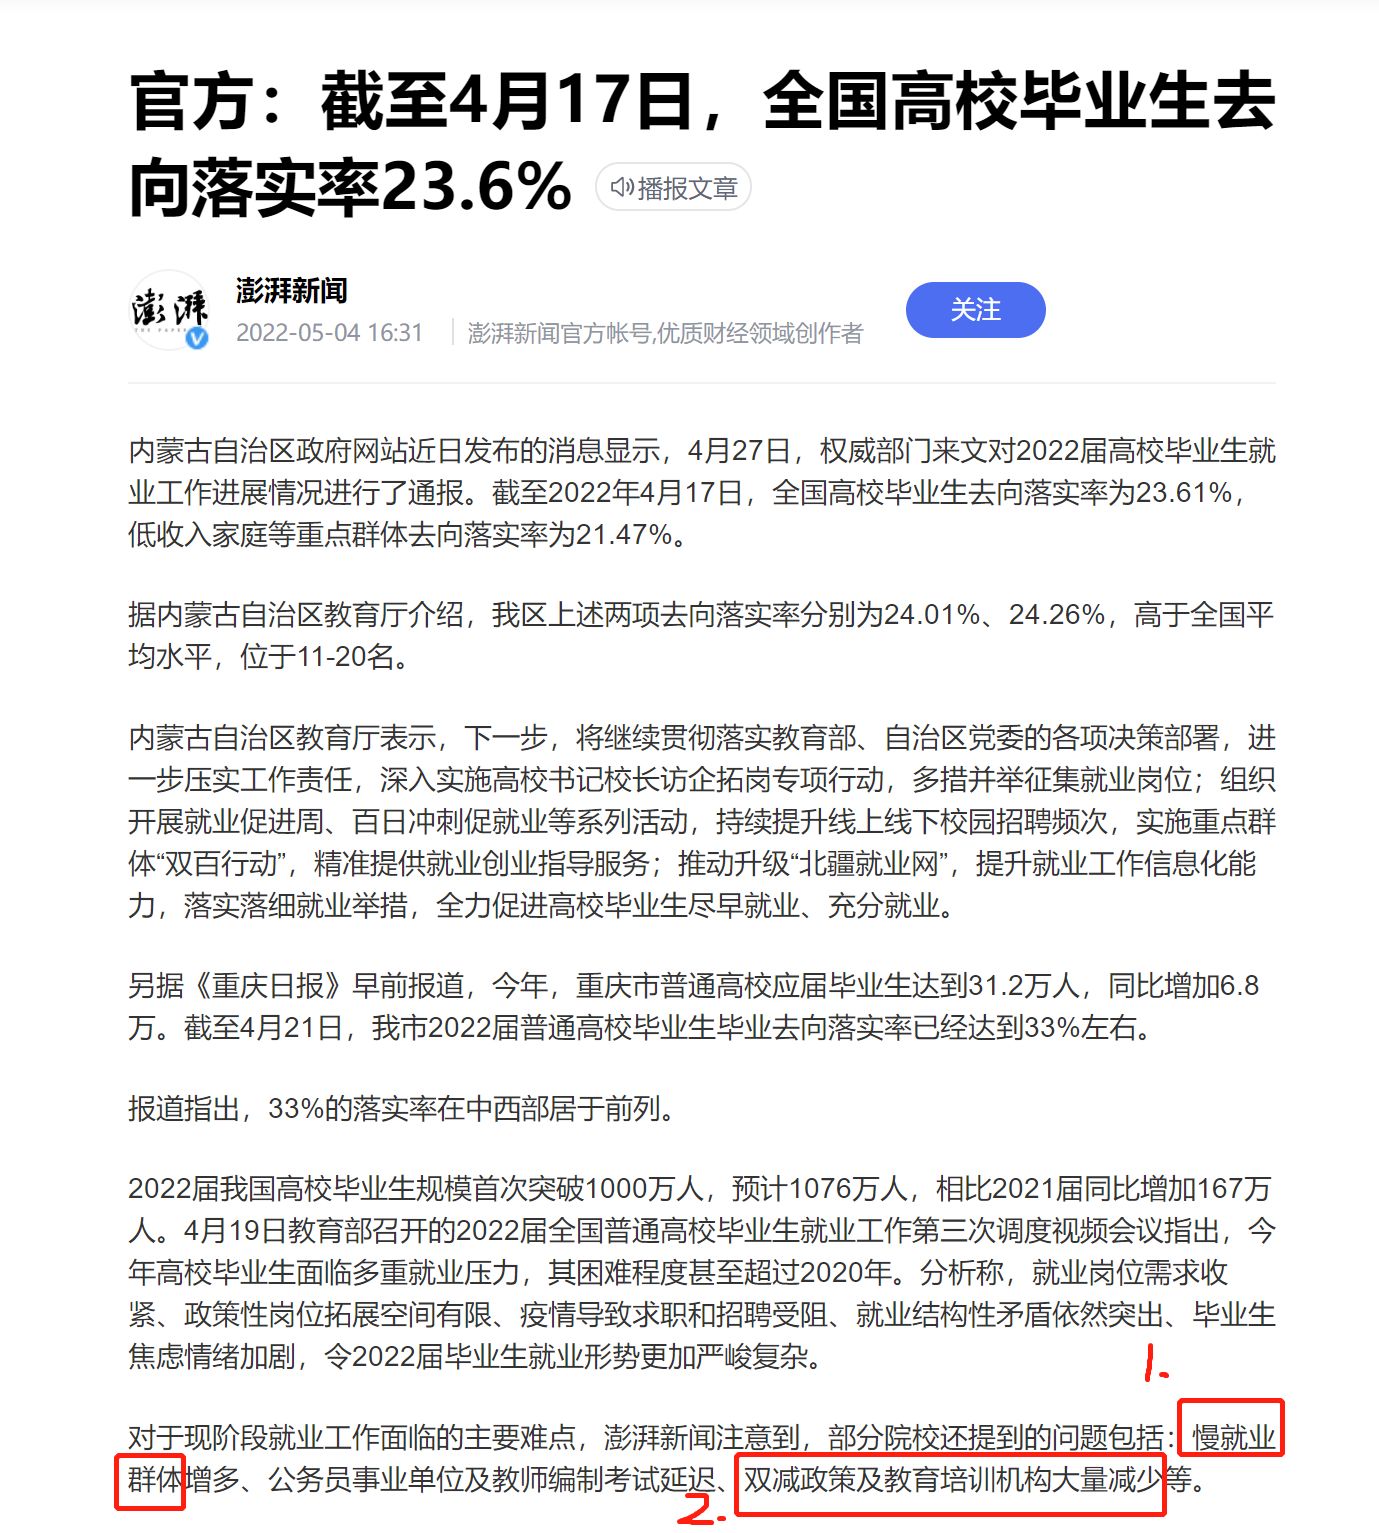 官方：截至4月17日，全国高校毕业生去
向落实率23.6%
播报文章
澎湃
THE PAPER
澎湃新闻
2022-05-04 16:31
澎湃新闻官方帐号,优质财经领域创作者
关注
内蒙古自治区政府网站近日发布的消息显示，4月27日，权威部门来文对2022届高校毕业生就
业工作进展情况进行了通报。截至2022年4月17日，全国高校毕业生去向落实率为23.61%，
低收入家庭等重点群体去向落实率为21.47%。
据内蒙古自治区教育厅介绍，我区上述两项去向落实率分别为24.01%、24.26%，高于全国平
均水平，位于11-20名。
内蒙古自治区教育厅表示，下一步，将继续贯彻落实教育部、自治区党委的各项决策部署，进
一步压实工作责任，深入实施高校书记校长访企拓岗专项行动，多措并举征集就业岗位；组织
开展就业促进周、百日冲刺促就业等系列活动，持续提升线上线下校园招聘频次，实施重点群
体“双百行动”，精准提供就业创业指导服务；推动升级“北疆就业网”，提升就业工作信息化能
力，落实落细就业举措，全力促进高校毕业生尽早就业、充分就业。
另据《重庆日报》早前报道，今年，重庆市普通高校应届毕业生达到31.2万人，同比增加6.8
万。截至4月21日，我市2022届普通高校毕业生毕业去向落实率已经达到33%左右。
报道指出，33%的落实率在中西部居于前列。
2022届我国高校毕业生规模首次突破1000万人，预计1076万人，相比2021届同比增加167万
人。4月19日教育部召开的2022届全国普通高校毕业生就业工作第三次调度视频会议指出，今
年高校毕业生面临多重就业压力，其困难程度甚至超过2020年。分析称，就业岗位需求收
紧、政策性岗位拓展空间有限、疫情导致求职和招聘受阻、就业结构性矛盾依然突出、毕业生
焦虑情绪加剧，令2022届毕业生就业形势更加严峻复杂。
1.
对于现阶段就业工作面临的主要难点，澎湃新闻注意到，部分院校还提到的问题包括：慢就业
群体增多、公务员事业单位及教师编制考试延迟、双减政策及教育培训机构大量减少等。
2.